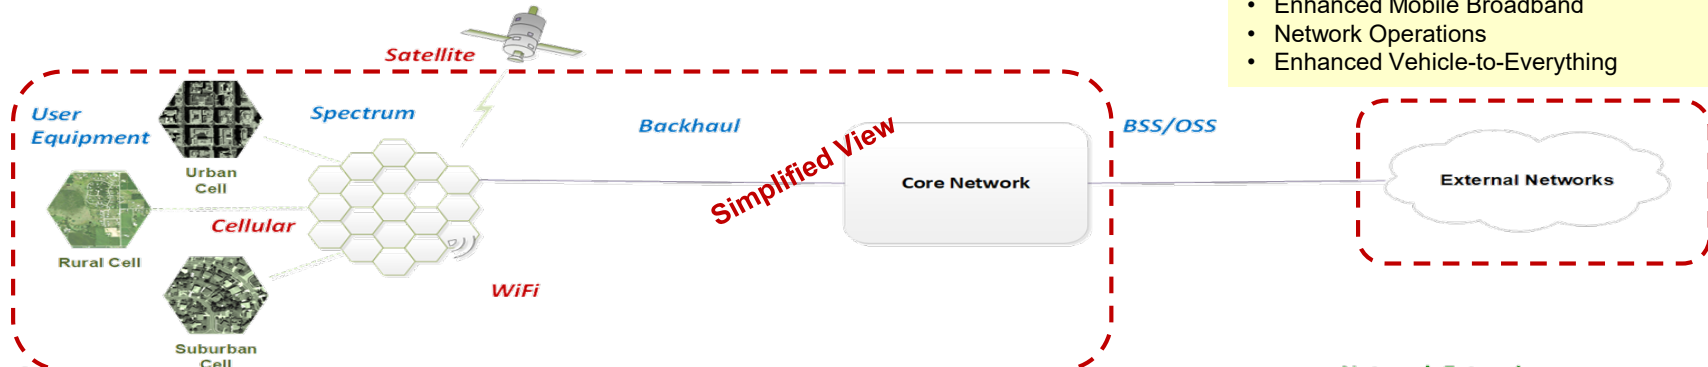 • Enhanced Mobile Broadband
• Network Operations
• Enhanced Vehicle-to-Everything
Satellite
User
Equipment
Spectrum
Backhaul
BSS/OSS
Urban
Cell
Simplified View
Core Network
External Networks
Cellular
Rural Cell
WiFi
Suburban
Cell